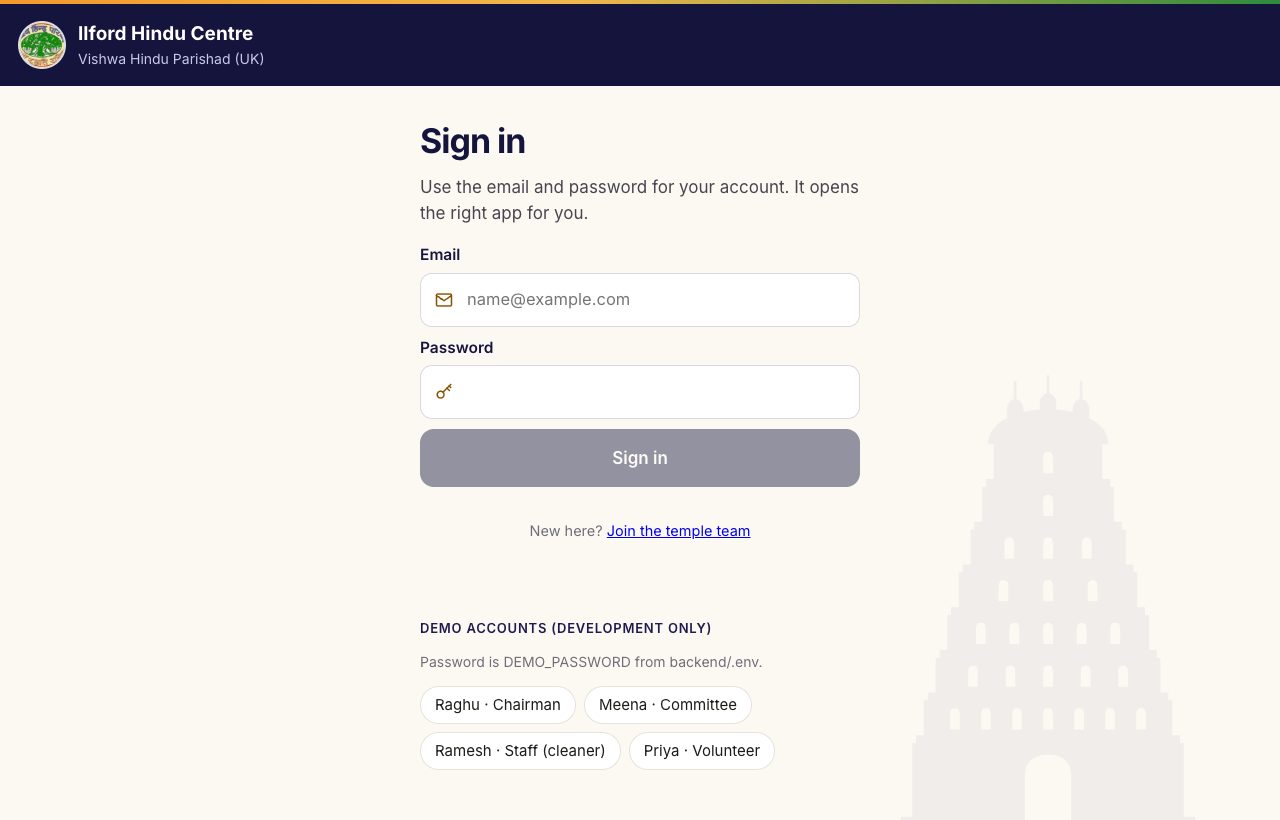 Ilford Hindu Centre
Vishwa Hindu Parishad (UK)
Sign in
Use the email and password for your account. It opens
the right app for you.
Email
name@example.com
Password
Sign in
New here? Join the temple team
DEMO ACCOUNTS (DEVELOPMENT ONLY)
Password is DEMO_PASSWORD from backend/.env.
Raghu · Chairman
Meena · Committee
Ramesh · Staff (cleaner)
Priya · Volunteer